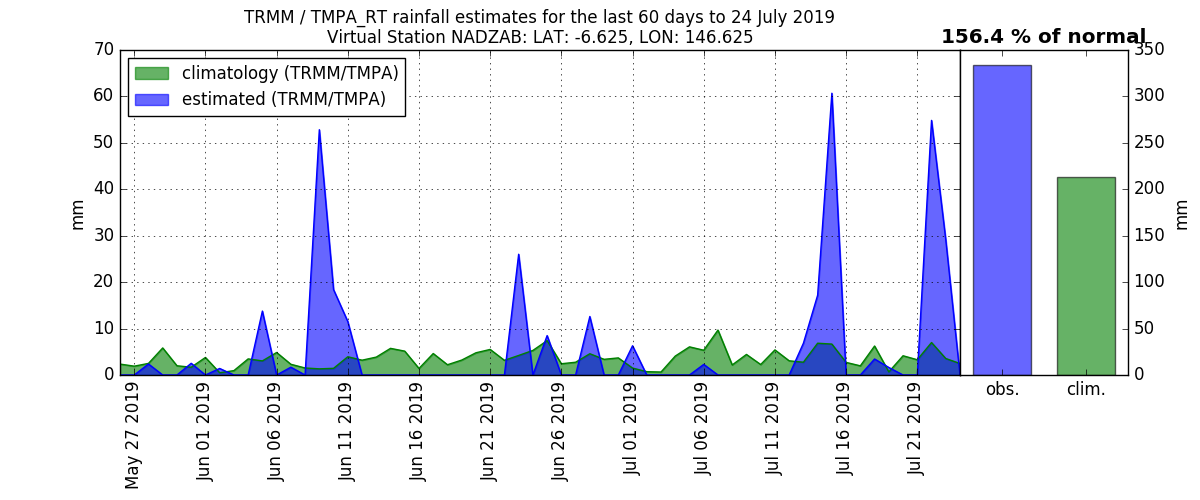 TRMM / TMPA_RT rainfall estimates for the last 60 days to 24 July 2019
Virtual Station NADZAB: LAT: -6.625, LON: 146.625
156.4 % of normal
climatology (TRMM/TMPA)
estimated (TRMM/TMPA)
70
60
50
40
30
20
10
0
mm
May 27 2019
Jun 01 2019
Jun 06 2019
Jun 11 2019
Jun 16 2019
Jun 21 2019
Jun 26 2019
Jul 01 2019
Jul 06 2019
Jul 11 2019
Jul 16 2019
Jul 21 2019
obs.
clim.
350
300
250
200
150
100
50
0
mm